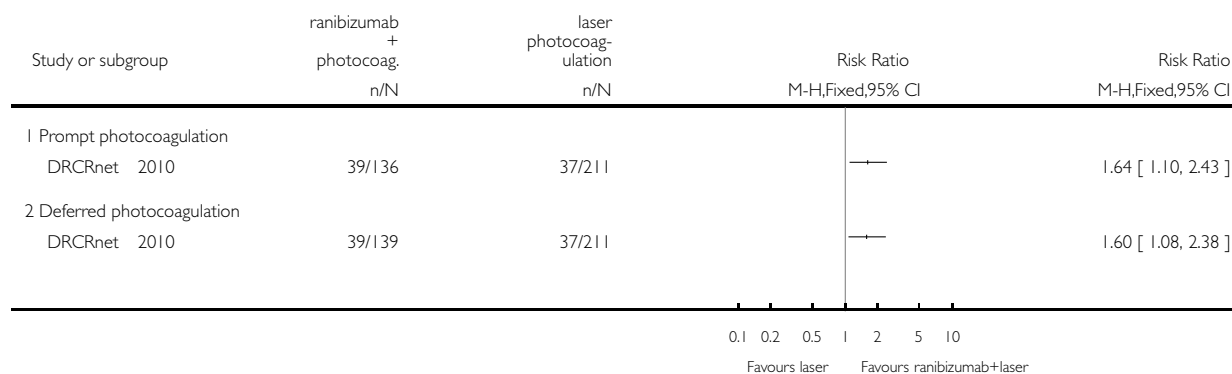 ranibizumab
+
photocoag.
laser
photocoag-
ulation
Study or subgroup
Risk Ratio
Risk Ratio
n/N
n/N
M-H,Fixed,95% CI
M-H,Fixed,95% CI
1 Prompt photocoagulation
DRCRnet 2010 39/136 37/211 1.64 [ 1.10, 2.43 ]
2 Deferred photocoagulation
DRCRnet 2010 39/139 37/211 1.60 [ 1.08, 2.38 ]
0.1 0.2 0.5 1 2 5 10
Favours laser Favours ranibizumab+laser